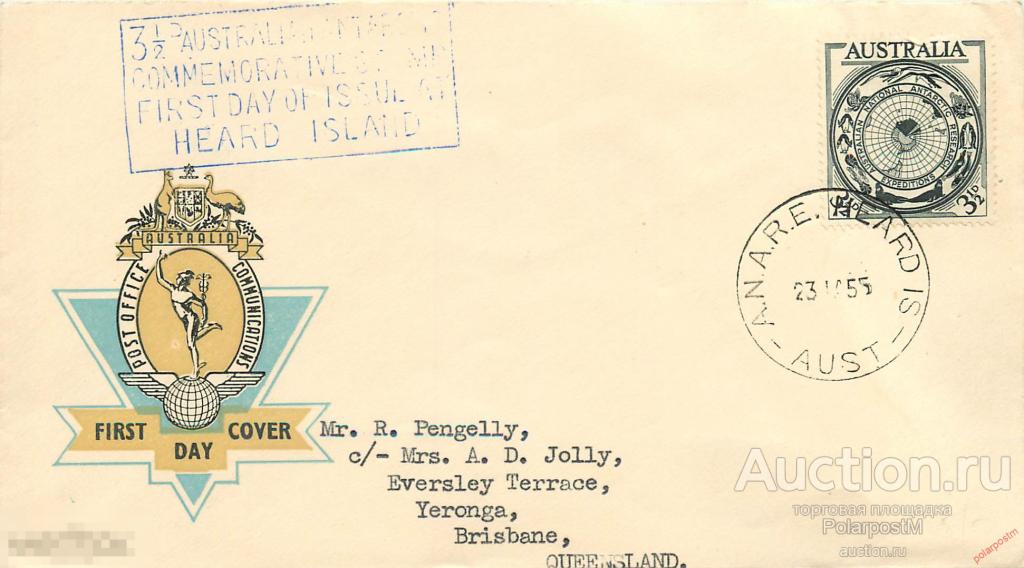 3½D AUSTRALIAN ANTARCTIC
COMMEMORATIVE STAMP
FIRST DAY OF ISSUE AT
HEARD ISLAND
AUSTRALIA
AUSTRALIAN NATIONAL ANTARCTIC RESEARCH
EXPEDITIONS
3½D
3½D
A.N.A.R.E. HEARD IS
23 55
- AUST -
AUSTRALIA
POST OFFICE
COMMUNICATIONS
FIRST DAY COVER
Mr. R. Pengelly,
c/- Mrs. A. D. Jolly,
Eversley Terrace,
Yeronga,
Brisbane,
QUEENSLAND.
Auction.ru
торговая площадка
PolarpostM
auction.ru
polarpostm